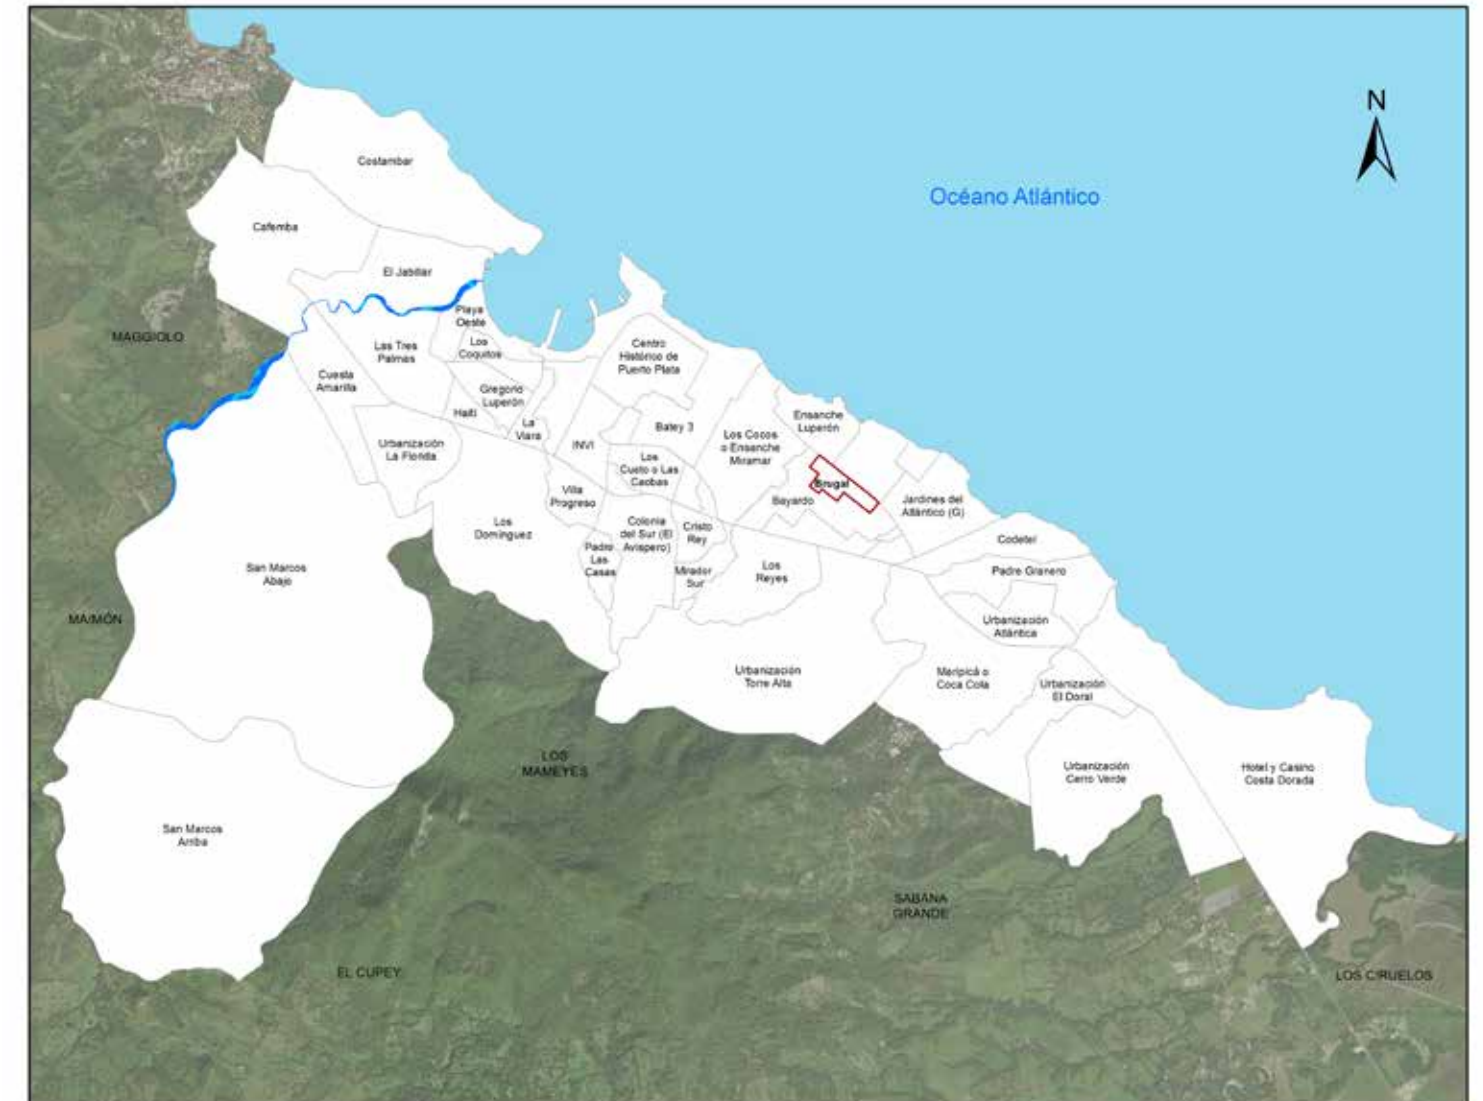 N
Océano Atlántico
Costambar
Cafemba
El Jabillar
MAGGIOLO
Playa
Oeste
Los
Coquitos
Las Tres
Palmas
Centro
Histórico de
Puerto Plata
Cuesta
Amarilla
Gregorio
Luperón
Haití
La
Viara
Ensanche
Luperón
Batey 3
INVI
Los Cocos
o Ensanche
Miramar
Urbanización
La Florida
Los
Cueto o Las
Caobas
Brugal
Villa
Progreso
Bayardo
Jardines del
Atlántico (G)
Los
Domínguez
Colonia
del Sur (El
Avispero)
Cristo
Rey
Codetel
Padre
Las
Casas
Mirador
Sur
Los
Reyes
Padre Granero
San Marcos
Abajo
MAIMÓN
Urbanización
Atlántica
Urbanización
Torre Alta
Maripicá o
Coca Cola
Urbanización
El Doral
LOS
MAMEYES
Urbanización
Cerro Verde
Hotel y Casino
Costa Dorada
San Marcos
Arriba
SABANA
GRANDE
EL CUPEY
LOS CIRUELOS